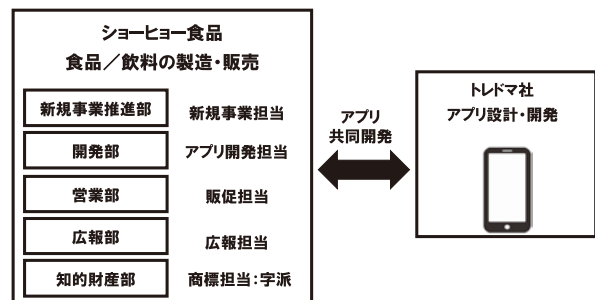 ショーヒョー食品
食品／飲料の製造・販売
新規事業推進部 新規事業担当
開発部 アプリ開発担当
営業部 販促担当
広報部 広報担当
知的財産部 商標担当：字派
アプリ
共同開発
トレドマ社
アプリ設計・開発